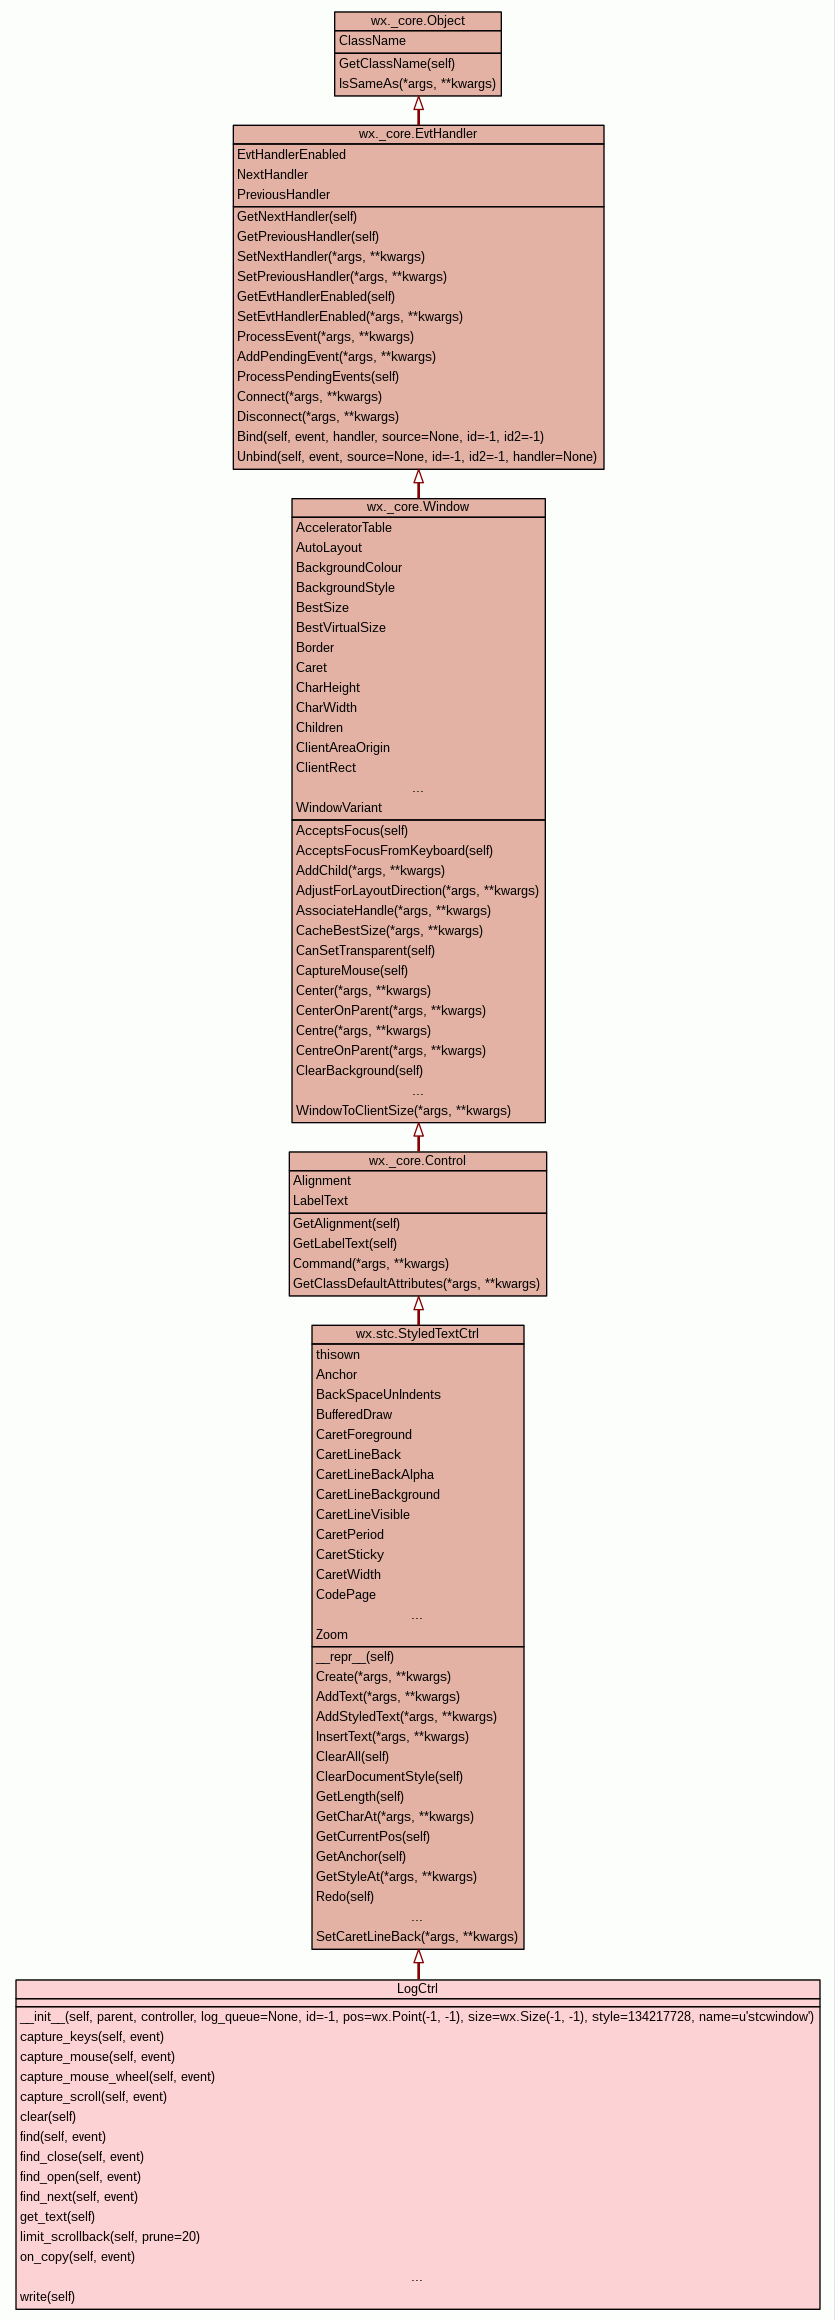 wx._core.Object
ClassName
GetClassName(self)
IsSameAs(*args, **kwargs)
wx._core.EvtHandler
EvtHandlerEnabled
NextHandler
PreviousHandler
GetNextHandler(self)
GetPreviousHandler(self)
SetNextHandler(*args, **kwargs)
SetPreviousHandler(*args, **kwargs)
GetEvtHandlerEnabled(self)
SetEvtHandlerEnabled(*args, **kwargs)
ProcessEvent(*args, **kwargs)
AddPendingEvent(*args, **kwargs)
ProcessPendingEvents(self)
Connect(*args, **kwargs)
Disconnect(*args, **kwargs)
Bind(self, event, handler, source=None, id=-1, id2=-1)
Unbind(self, event, source=None, id=-1, id2=-1, handler=None)
wx._core.Window
AcceleratorTable
AutoLayout
BackgroundColour
BackgroundStyle
BestSize
BestVirtualSize
Border
Caret
CharHeight
CharWidth
Children
ClientAreaOrigin
ClientRect
...
WindowVariant
AcceptsFocus(self)
AcceptsFocusFromKeyboard(self)
AddChild(*args, **kwargs)
AdjustForLayoutDirection(*args, **kwargs)
AssociateHandle(*args, **kwargs)
CacheBestSize(*args, **kwargs)
CanSetTransparent(self)
CaptureMouse(self)
Center(*args, **kwargs)
CenterOnParent(*args, **kwargs)
Centre(*args, **kwargs)
CentreOnParent(*args, **kwargs)
ClearBackground(self)
...
WindowToClientSize(*args, **kwargs)
wx._core.Control
Alignment
LabelText
GetAlignment(self)
GetLabelText(self)
Command(*args, **kwargs)
GetClassDefaultAttributes(*args, **kwargs)
wx.stc.StyledTextCtrl
thisown
Anchor
BackSpaceUnIndents
BufferedDraw
CaretForeground
CaretLineBack
CaretLineBackAlpha
CaretLineBackground
CaretLineVisible
CaretPeriod
CaretSticky
CaretWidth
CodePage
...
Zoom
__repr__(self)
Create(*args, **kwargs)
AddText(*args, **kwargs)
AddStyledText(*args, **kwargs)
InsertText(*args, **kwargs)
ClearAll(self)
ClearDocumentStyle(self)
GetLength(self)
GetCharAt(*args, **kwargs)
GetCurrentPos(self)
GetAnchor(self)
GetStyleAt(*args, **kwargs)
Redo(self)
...
SetCaretLineBack(*args, **kwargs)
LogCtrl
__init__(self, parent, controller, log_queue=None, id=-1, pos=wx.Point(-1, -1), size=wx.Size(-1, -1), style=134217728, name=u'stcwindow')
capture_keys(self, event)
capture_mouse(self, event)
capture_mouse_wheel(self, event)
capture_scroll(self, event)
clear(self)
find(self, event)
find_close(self, event)
find_open(self, event)
find_next(self, event)
get_text(self)
limit_scrollback(self, prune=20)
on_copy(self, event)
...
write(self)